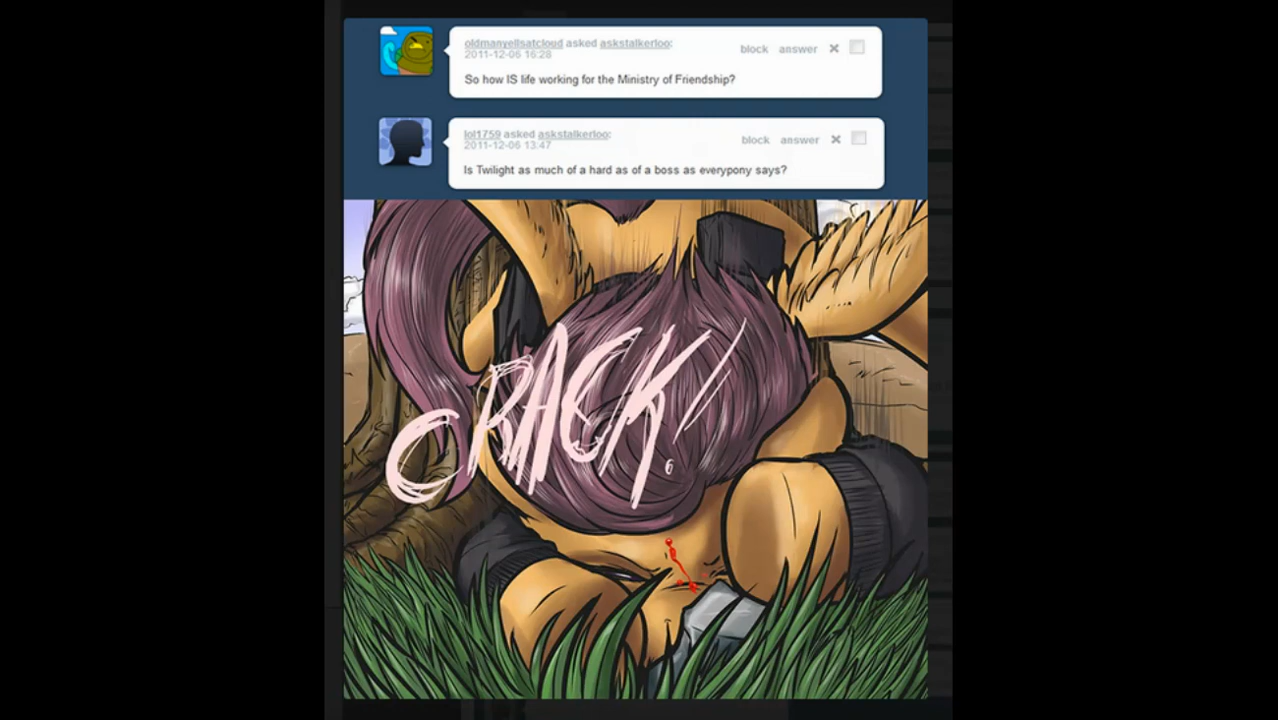 oldmanyellsatcloud asked askstalkerloo:
block answer
2011-12-06 16:28
So how IS life working for the Ministry of Friendship?
lol1759 asked askstalkerloo:
block answer
2011-12-06 13:47
Is Twilight as much of a hard as of a boss as everypony says?
CRACK!